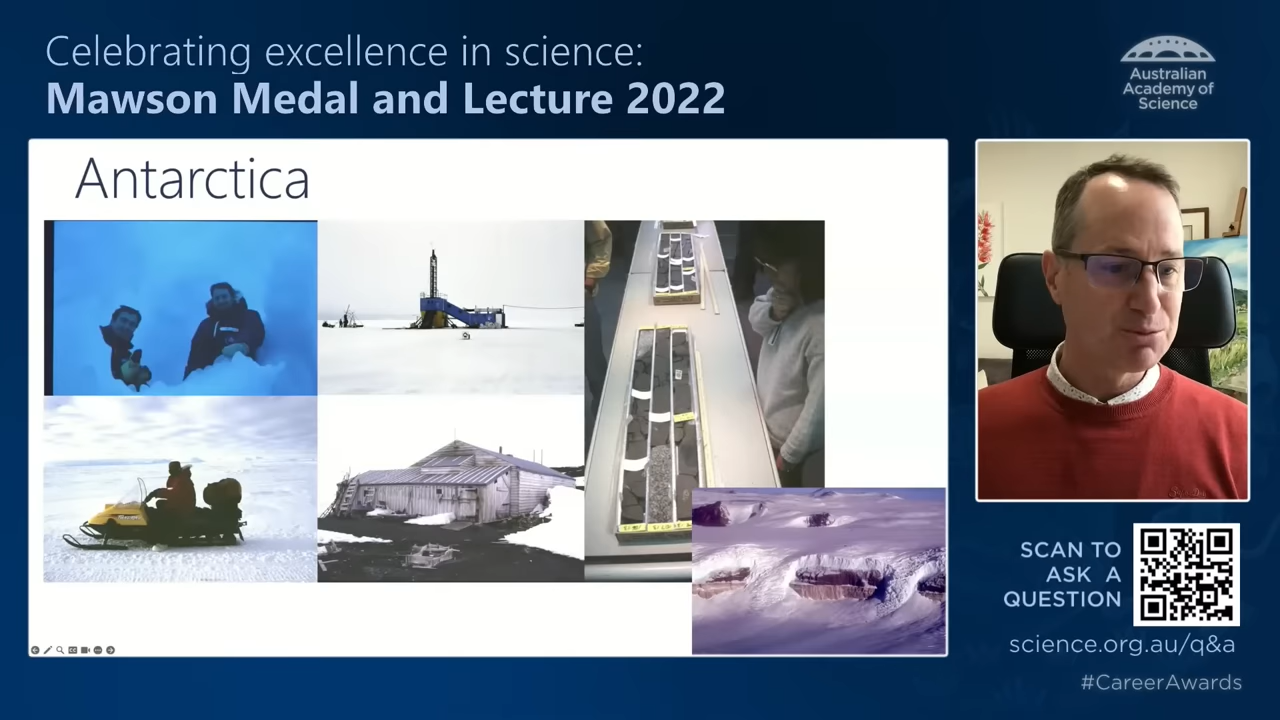 Celebrating excellence in science:
Mawson Medal and Lecture 2022
Australian
Academy of
Science
Antarctica
SCAN TO
ASK A
QUESTION
science.org.au/q&a
#CareerAwards